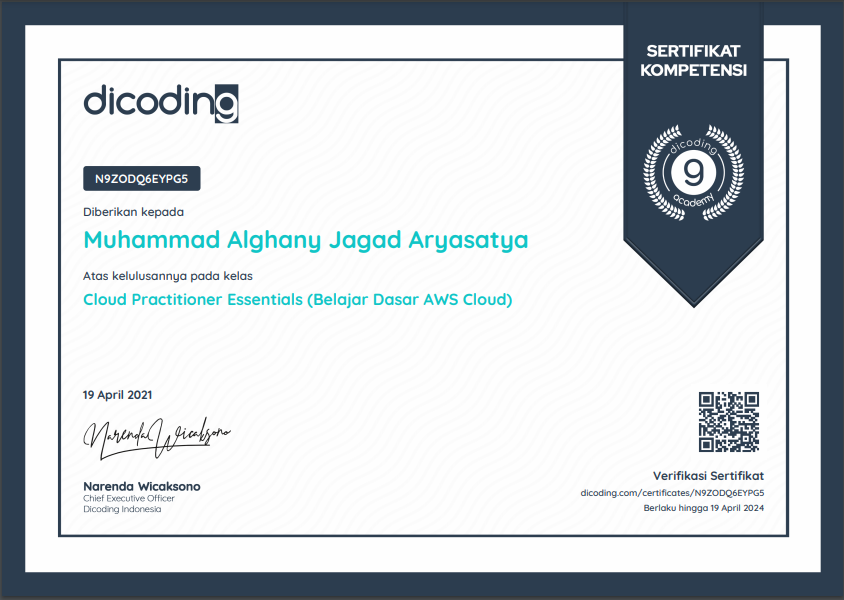 SERTIFIKAT
KOMPETENSI
dicoding
dicoding
9
academy
N9ZODQ6EYPG5
Diberikan kepada
Muhammad Alghany Jagad Aryasatya
Atas kelulusannya pada kelas
Cloud Practitioner Essentials (Belajar Dasar AWS Cloud)
19 April 2021
Narenda Wicaksono
Narenda Wicaksono
Chief Executive Officer
Dicoding Indonesia
Verifikasi Sertifikat
dicoding.com/certificates/N9ZODQ6EYPG5
Berlaku hingga 19 April 2024